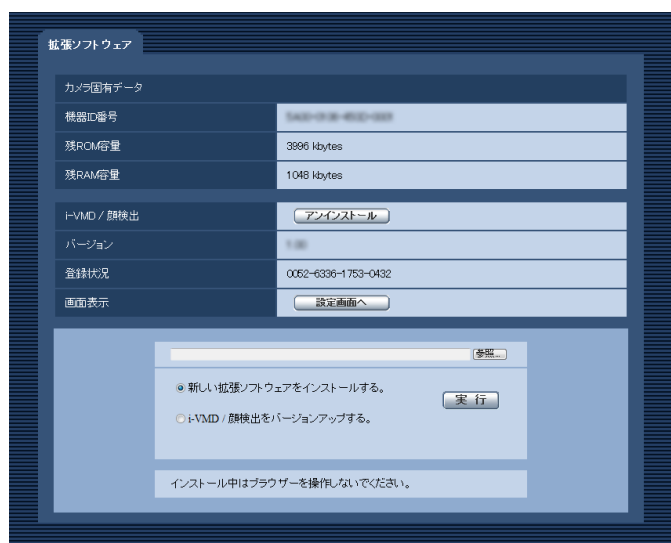 拡張ソフトウェア
カメラ固有データ
機器ID番号
残ROM容量 3996 kbytes
残RAM容量 1048 kbytes
i-VMD / 顔検出 アンインストール
バージョン
登録状況 0052-6336-1753-0432
画面表示 設定画面へ
参照...
新しい拡張ソフトウェアをインストールする。
実 行
i-VMD / 顔検出をバージョンアップする。
インストール中はブラウザーを操作しないでください。